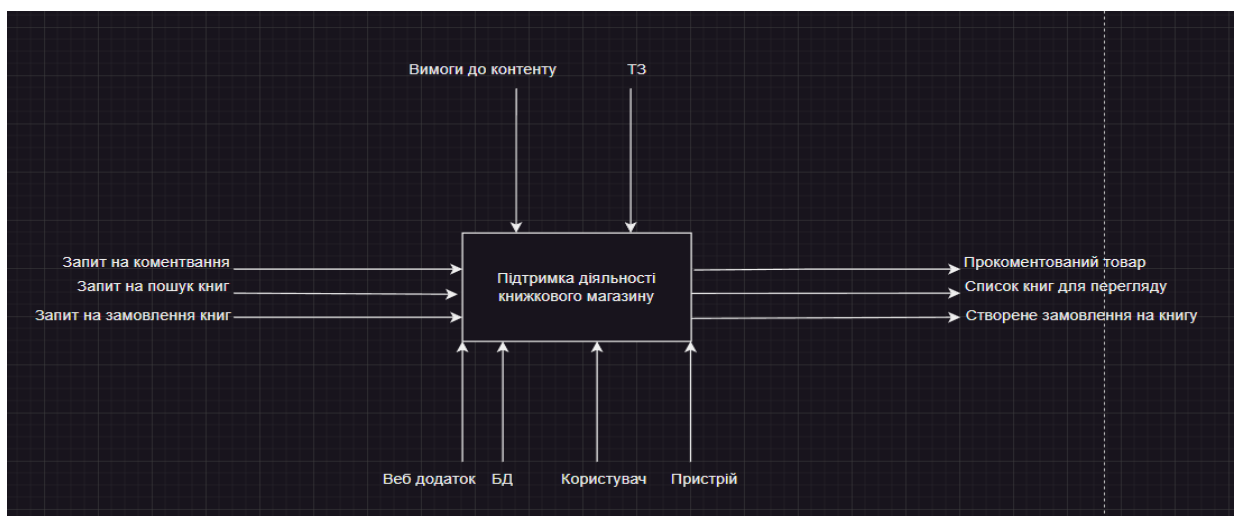 Вимоги до контенту
ТЗ
Запит на коментвання
Запит на пошук книг
Запит на замовлення книг
Підтримка діяльності
книжкового магазину
Прокоментований товар
Список книг для перегляду
Створене замовлення на книгу
Веб додаток
БД
Користувач
Пристрій